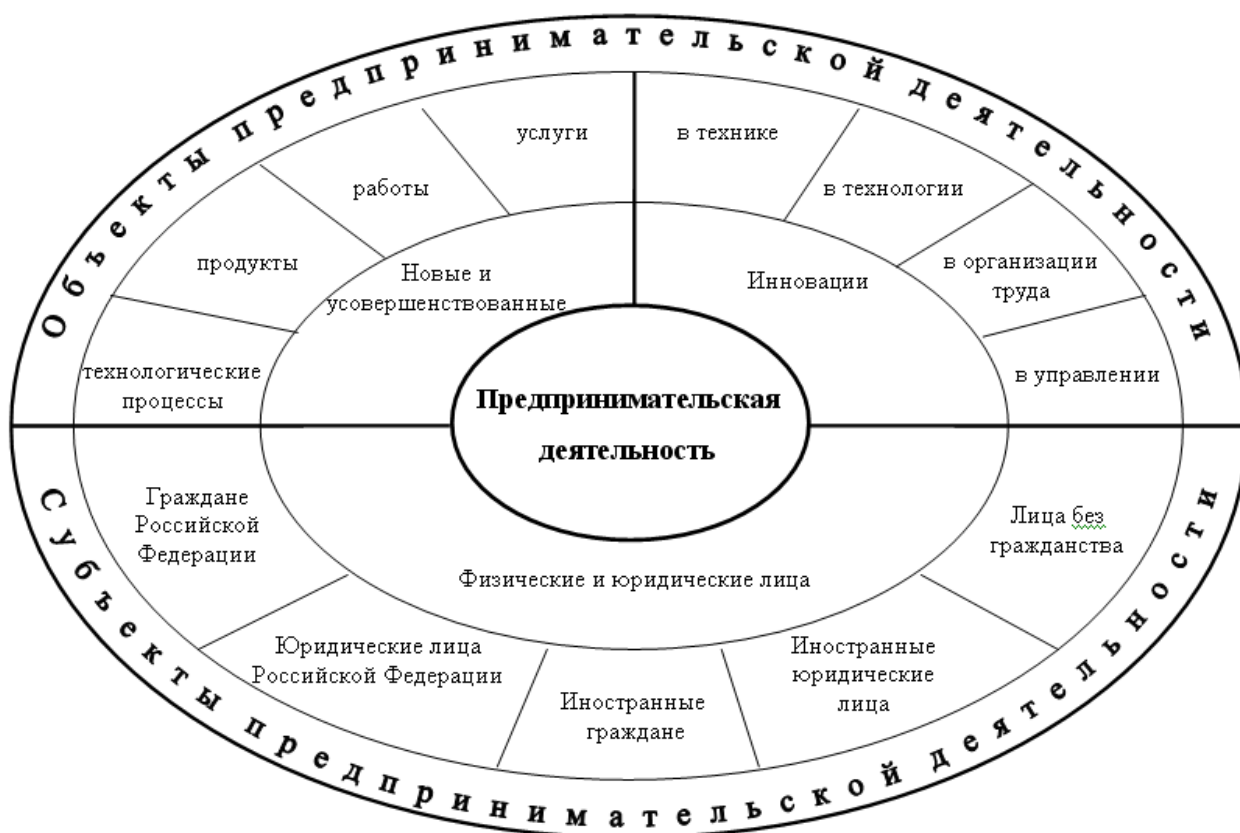 Объекты предпринимательской деятельности
услуги
в технике
работы
в технологии
продукты
Новые и
усовершенствованные
Инновации
в организации
труда
технологические
процессы
в управлении
Предпринимательская
деятельность
Граждане
Российской
Федерации
Лица без
гражданства
Физические и юридические лица
Юридические лица
Российской Федерации
Иностранные
граждане
Иностранные
юридические
лица
Субъекты предпринимательской деятельности